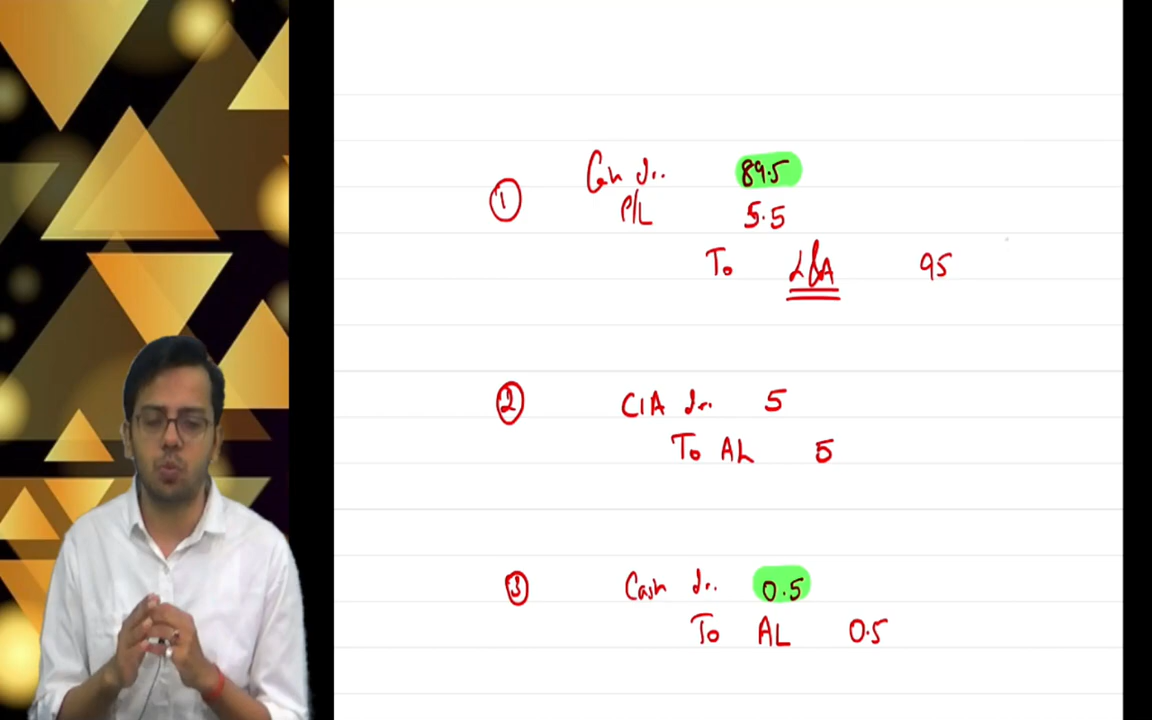 ① Cash dr. 89.5
P/L 5.5
To L&A 95
② CIA dr. 5
To AL 5
③ Cash dr. 0.5
To AL 0.5